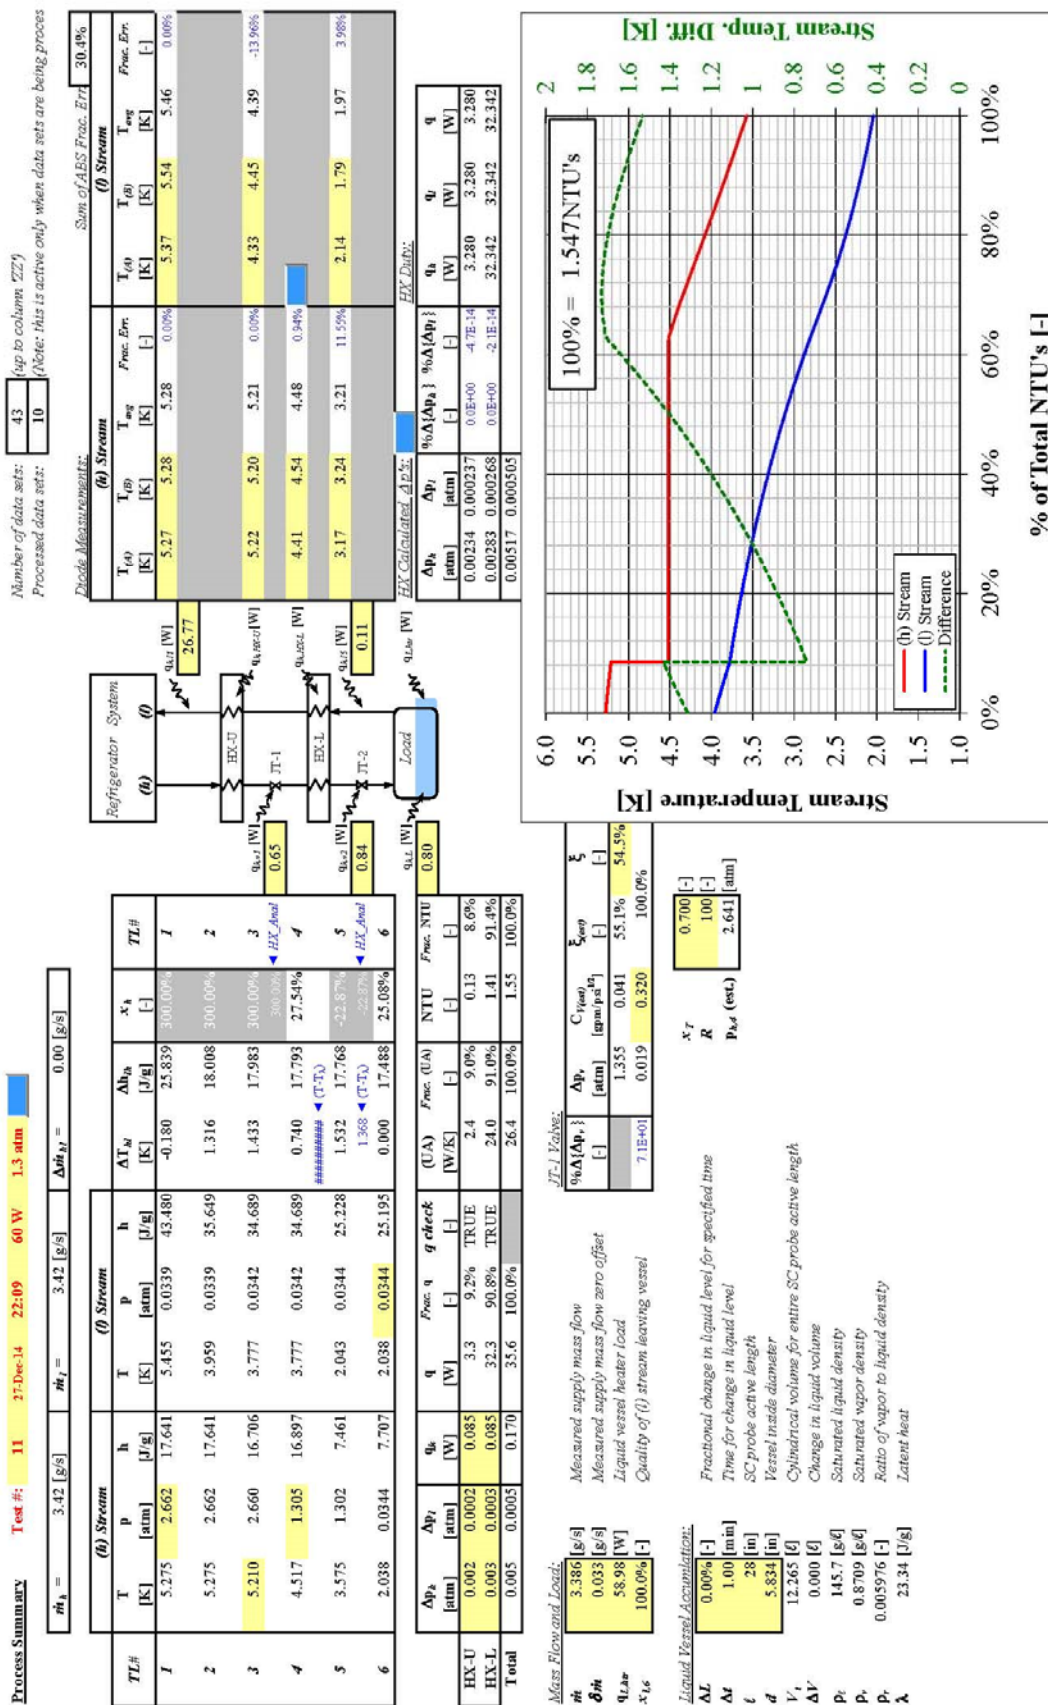 Process Summary Test #: 11 27-Dec-14 22:09 60 W 1.3 atm
ṁh = 3.42 [g/s] ṁl = 3.42 [g/s] Δṁhl = 0.00 [g/s]
(h) Stream (l) Stream
TL# T p h T p h ΔThl Δhlh xh TL#
[K] [atm] [J/g] [K] [atm] [J/g] [K] [J/g] [-]
1 5.275 2.662 17.641 5.455 0.0339 43.480 -0.180 25.839 300.00% 1
2 5.275 2.662 17.641 3.959 0.0339 35.649 1.316 18.008 300.00% 2
3 5.210 2.660 16.706 3.777 0.0342 34.689 1.433 17.983 300.00% 3
300.00% ◄ HX_Anal
4 4.517 1.305 16.897 3.777 0.0342 34.689 0.740 17.793 27.54% 4
######### ◄ (T-Tλ)
5 3.575 1.302 7.461 2.043 0.0344 25.228 1.532 17.768 -22.87% 5
1.368 ◄ (T-Tλ) -22.87% ◄ HX_Anal
6 2.038 0.0344 7.707 2.038 0.0344 25.195 0.000 17.488 25.08% 6
Δph Δpl qk q Frac. q q check (UA) Frac. (UA) NTU Frac. NTU
[atm] [atm] [W] [W] [-] [-] [W/K] [-] [-] [-]
HX-U 0.002 0.0002 0.085 3.3 9.2% TRUE 2.4 9.0% 0.13 8.6%
HX-L 0.003 0.0003 0.085 32.3 90.8% TRUE 24.0 91.0% 1.41 91.4%
Total 0.005 0.0005 0.170 35.6 100.0% 26.4 100.0% 1.55 100.0%
Mass Flow and Load:
ṁ 3.386 [g/s] Measured supply mass flow
δṁ 0.033 [g/s] Measured supply mass flow zero offset
qL,htr 58.98 [W] Liquid vessel heater load
xl,6 100.0% [-] Quality of (l) stream leaving vessel
Liquid Vessel Accumlation:
ΔL 0.00% [-] Fractional change in liquid level for specified time
Δt 1.00 [min] Time for change in liquid level
ℓ 28 [in] SC probe active length
d 5.834 [in] Vessel inside diameter
Vt 12.265 [ℓ] Cylindrical volume for entire SC probe active length
ΔV 0.000 [ℓ] Change in liquid volume
ρℓ 145.7 [g/ℓ] Saturated liquid density
ρv 0.8709 [g/ℓ] Saturated vapor density
ρr 0.005976 [-] Ratio of vapor to liquid density
λ 23.34 [J/g] Latent heat
JT-1 Valve:
%Δ{Δpv} Δpv CV(est) ξ(est) ξ
[-] [atm] [gpm/psi^1/2] [-] [-]
1.355 0.041 55.1% 54.5%
7.1E+01 0.019 0.320 100.0%
xT 0.700 [-]
R 100 [-]
ph,4 (est.) 2.641 [atm]
Refrigerator System
(h) (l)
HX-U
JT-1
HX-L
JT-2
Load
qk,l1 [W]
26.77
qk,HX-U [W]
qk,HX-L [W]
qk,l5 [W]
0.11
qL,htr [W]
0.65
0.84
qk,L [W]
0.80
Number of data sets: 43 (up to column 'ZZ')
Processed data sets: 10 (Note: this is active only when data sets are being proces
Diode Measurements: Sum of ABS Frac. Err 30.4%
(h) Stream (l) Stream
T(A) T(B) Tavg Frac. Err. T(A) T(B) Tavg Frac. Err.
[K] [K] [K] [-] [K] [K] [K] [-]
5.27 5.28 5.28 0.00% 5.37 5.54 5.46 0.00%
5.22 5.20 5.21 0.00% 4.33 4.45 4.39 -13.96%
4.41 4.54 4.48 0.94%
3.17 3.24 3.21 11.55% 2.14 1.79 1.97 3.98%
HX Calculated Δp's: HX Duty:
Δph Δpl %Δ{Δph} %Δ{Δpl} qh ql q
[atm] [atm] [-] [W] [W] [W]
0.00234 0.000237 0.0E+00 -4.7E-14 3.280 3.280 3.280
0.00283 0.000268 0.0E+00 -2.1E-14 32.342 32.342 32.342
0.00517 0.000505
Stream Temperature [K]
6.0
5.5
5.0
4.5
4.0
3.5
3.0
2.5
2.0
1.5
1.0
100% = 1.547NTU's
(h) Stream
(l) Stream
Difference
0% 20% 40% 60% 80% 100%
% of Total NTU's [-]
Stream Temp. Diff. [K]
2
1.8
1.6
1.4
1.2
1
0.8
0.6
0.4
0.2
0